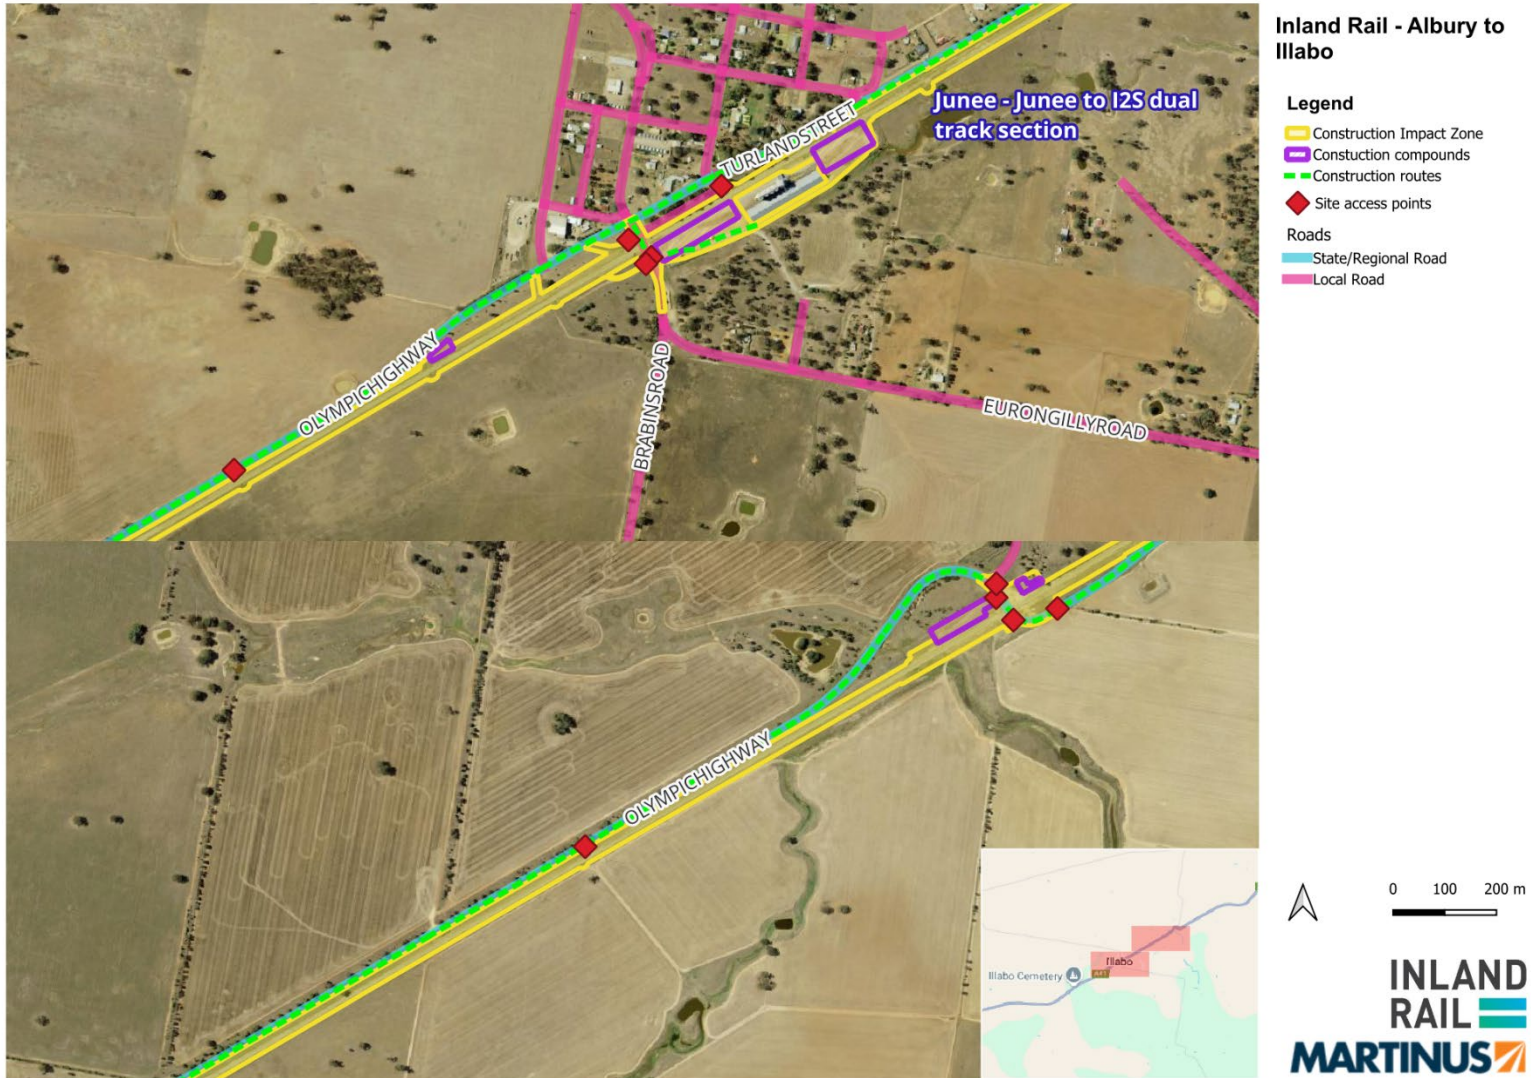 Inland Rail - Albury to
Illabo
Legend
Construction Impact Zone
Constuction compounds
Construction routes
Site access points
Roads
State/Regional Road
Local Road
Junee - Junee to I2S dual
track section
TURLANDSTREET
OLYMPICHIGHWAY
BRABINSROAD
EURONGILLYROAD
OLYMPICHIGHWAY
Illabo
Illabo Cemetery
A41
0 100 200 m
INLAND
RAIL
MARTINUS